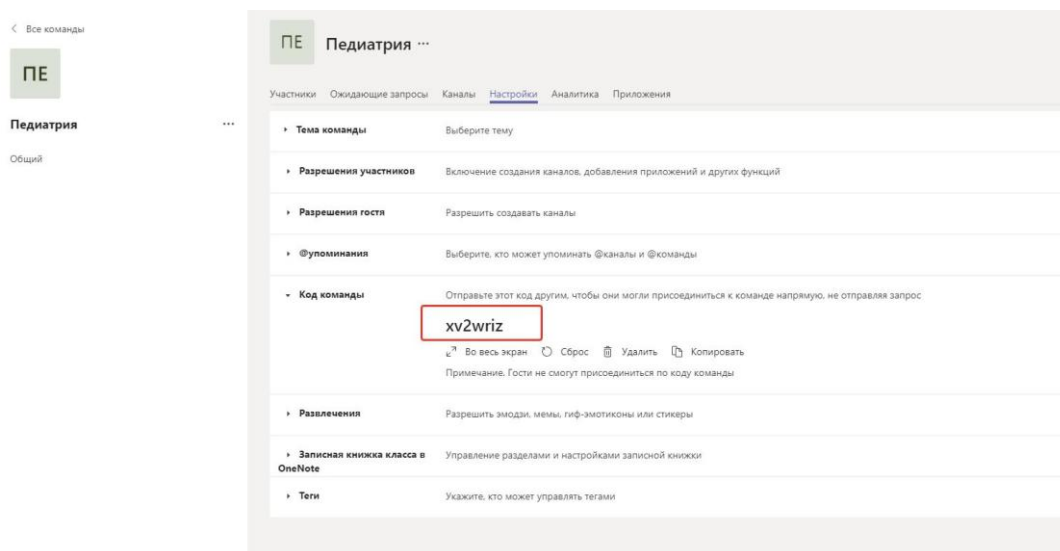 Все команды
ПЕ
Педиатрия ...
Общий
ПЕ Педиатрия ...
Участники Ожидающие запросы Каналы Настройки Аналитика Приложения
Тема команды Выберите тему
Разрешения участников Включение создания каналов, добавления приложений и других функций
Разрешения гостя Разрешить создавать каналы
@упоминания Выберите, кто может упоминать @каналы и @команды
Код команды Отправьте этот код другим, чтобы они могли присоединиться к команде напрямую, не отправляя запрос
xv2wriz
Во весь экран Сброс Удалить Копировать
Примечание. Гости не смогут присоединиться по коду команды
Развлечения Разрешить эмодзи, мемы, гиф-эмотиконы или стикеры
Записная книжка класса в Управление разделами и настройками записной книжки
OneNote
Теги Укажите, кто может управлять тегами